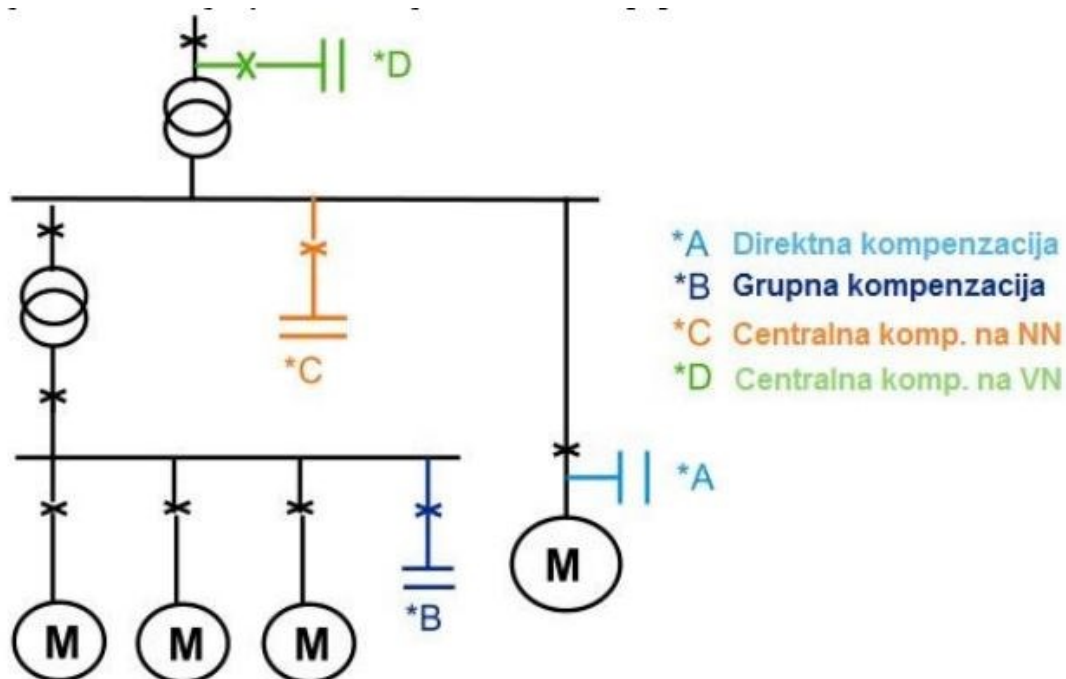 *D
*A Direktna kompenzacija
*B Grupna kompenzacija
*C Centralna komp. na NN
*D Centralna komp. na VN
*C
*A
M
*B
M
M
M